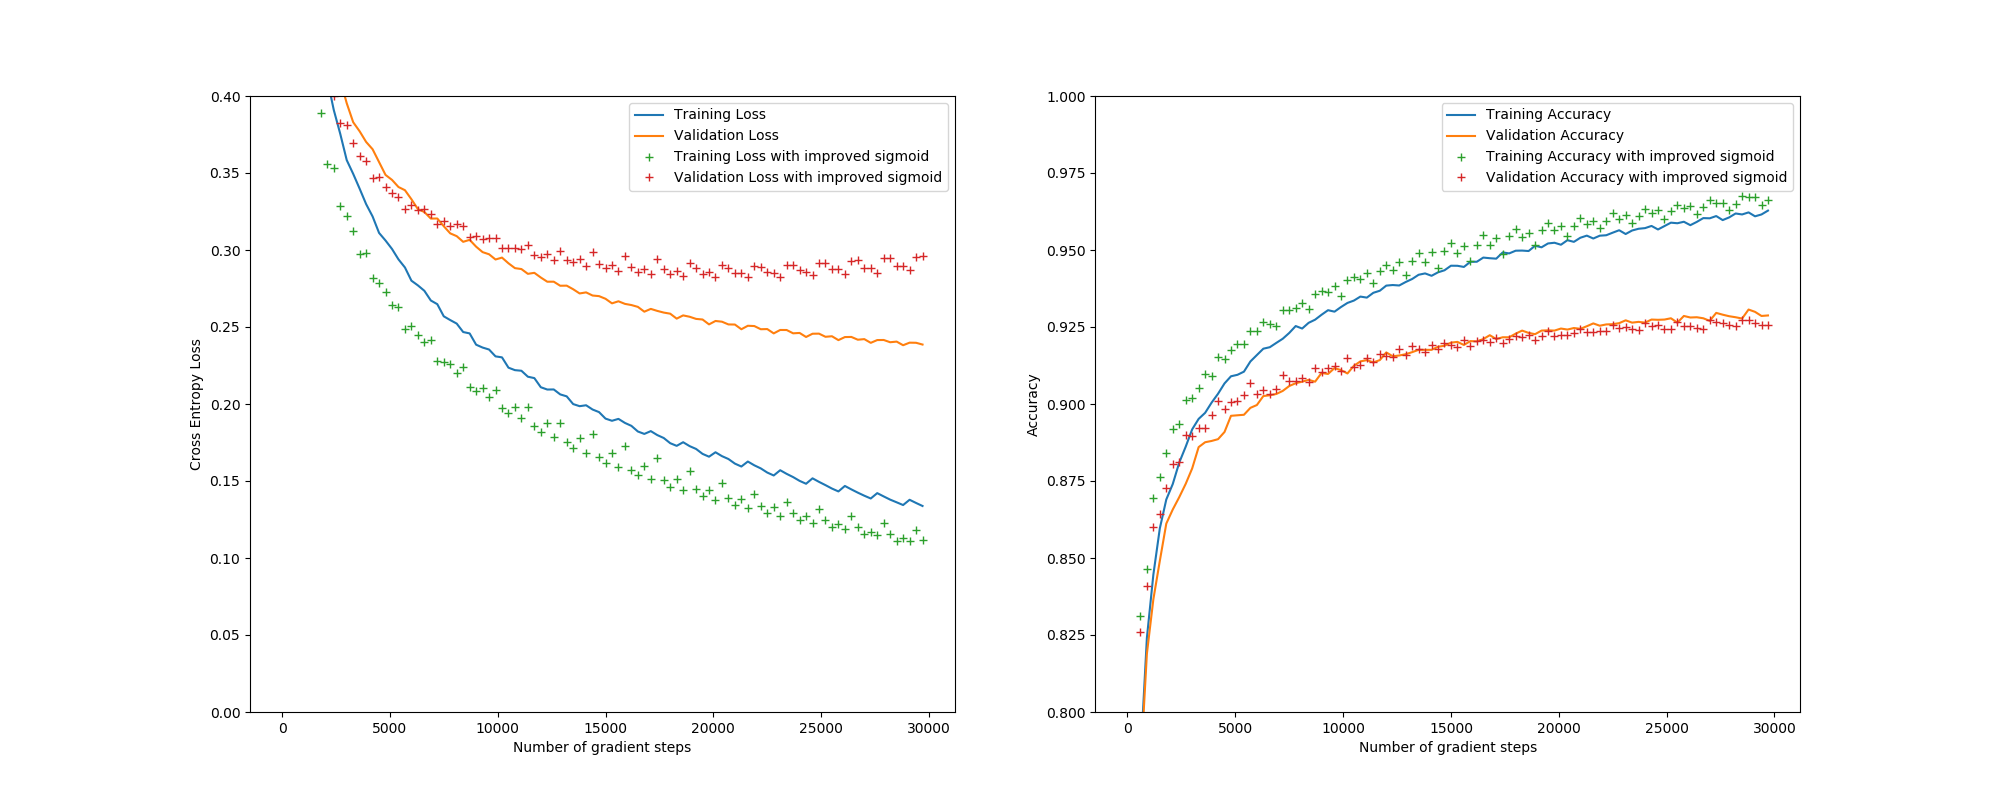 0.40
0.35
0.30
0.25
0.20
0.15
0.10
0.05
0.00
Cross Entropy Loss
0
5000
10000
15000
20000
25000
30000
Number of gradient steps
Training Loss
Validation Loss
Training Loss with improved sigmoid
Validation Loss with improved sigmoid
1.000
0.975
0.950
0.925
0.900
0.875
0.850
0.825
0.800
Accuracy
0
5000
10000
15000
20000
25000
30000
Number of gradient steps
Training Accuracy
Validation Accuracy
Training Accuracy with improved sigmoid
Validation Accuracy with improved sigmoid